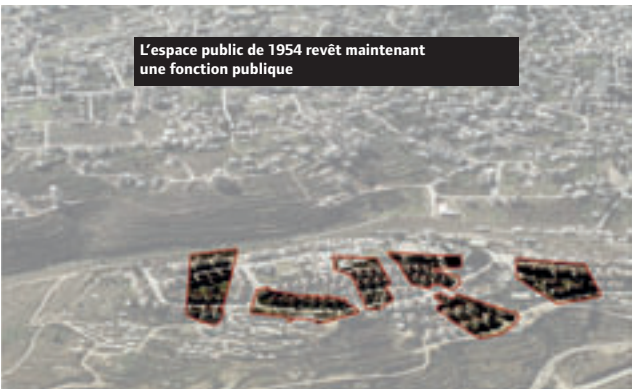 L'espace public de 1954 revêt maintenant
une fonction publique